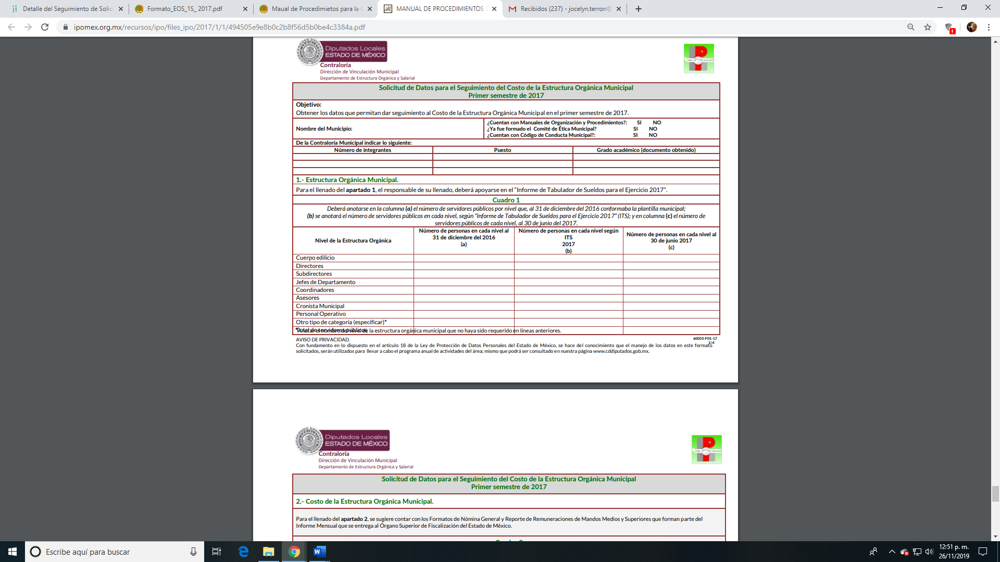 Detalle del Seguimiento de Solici
Formato_EOS_1S_ 2017.pdf
Maual de Procedimietos para la C
MANUAL DE PROCEDIMIENTOS D
Recibidos (237) - jocelyn.terron@
ipomex.org.mx/recursos/ipo/files_ipo/2017/1/1/494505e9e8b0c2b8f56d5b0be4c3384a.pdf
Diputados Locales
ESTADO DE MÉXICO
Contraloría
Dirección de Vinculación Municipal
Departamento de Estructura Orgánica y Salarial
Solicitud de Datos para el Seguimiento del Costo de la Estructura Orgánica Municipal
Primer semestre de 2017
Objetivo:
Obtener los datos que permitan dar seguimiento al Costo de la Estructura Orgánica Municipal en el primer semestre de 2017.
Nombre del Municipio:
¿Cuentan con Manuales de Organización y Procedimientos?: SI NO
¿Ya fue formado el Comité de Ética Municipal? SI NO
¿Cuentan con Código de Conducta Municipal?: SI NO
De la Contraloría Municipal indicar lo siguiente:
Número de integrantes Puesto Grado académico (documento obtenido)
1.- Estructura Orgánica Municipal.
Para el llenado del apartado 1, el responsable de su llenado, deberá apoyarse en el "Informe de Tabulador de Sueldos para el Ejercicio 2017".
Cuadro 1
Deberá anotarse en la columna (a) el número de servidores públicos por nivel que, al 31 de diciembre del 2016 conformaba la plantilla municipal;
(b) se anotará el número de servidores públicos en cada nivel, según "Informe de Tabulador de Sueldos para el Ejercicio 2017" (ITS); y en columna (c) el número de
servidores públicos de cada nivel, al 30 de junio del 2017.
Nivel de la Estructura Orgánica
Número de personas en cada nivel al
31 de diciembre del 2016
(a)
Número de personas en cada nivel según
ITS
2017
(b)
Número de personas en cada nivel al
30 de junio 2017
(c)
Cuerpo edilicio
Directores
Subdirectores
Jefes de Departamento
Coordinadores
Asesores
Cronista Municipal
Personal Operativo
Otro tipo de categoría (especificar)*
Total de servidores públicos
*Anotar el nombre del nivel de la estructura orgánica municipal que no haya sido requerido en líneas anteriores.
AVISO DE PRIVACIDAD.
60053-F01-17
1/4
Con fundamento en lo dispuesto en el artículo 18 de la Ley de Protección de Datos Personales del Estado de México, se hace del conocimiento que el manejo de los datos en este formato
solicitados, serán utilizados para llevar a cabo el programa anual de actividades del área; mismo que podrá ser consultado en nuestra página www.cddiputados.gob.mx.
Diputados Locales
ESTADO DE MÉXICO
Contraloría
Dirección de Vinculación Municipal
Departamento de Estructura Orgánica y Salarial
Solicitud de Datos para el Seguimiento del Costo de la Estructura Orgánica Municipal
Primer semestre de 2017
2.- Costo de la Estructura Orgánica Municipal.
Para el llenado del apartado 2, se sugiere contar con los Formatos de Nómina General y Reporte de Remuneraciones de Mandos Medios y Superiores que forman parte del
Informe Mensual que se entrega al Órgano Superior de Fiscalización del Estado de México.
Escribe aquí para buscar
12:51 p. m.
26/11/2019